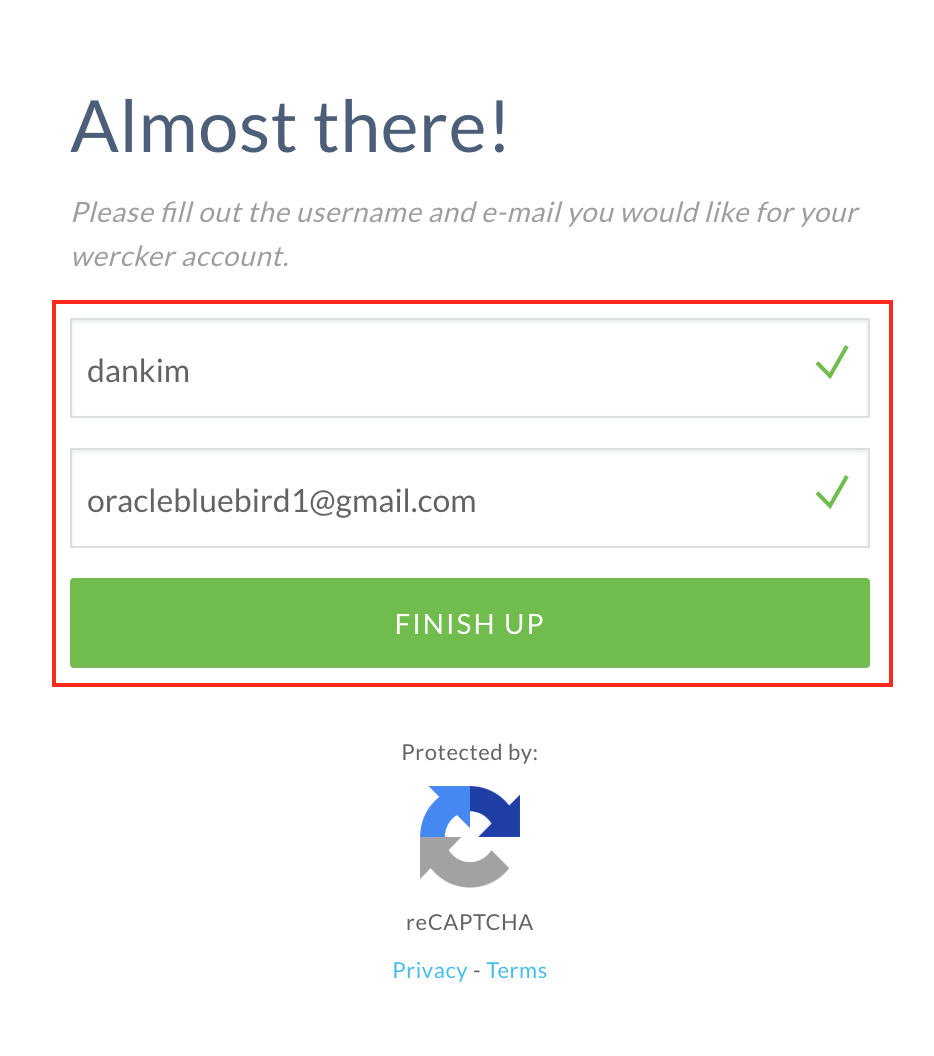 Almost there!
Please fill out the username and e-mail you would like for your
wercker account.
dankim
oraclebluebird1@gmail.com
FINISH UP
Protected by:
reCAPTCHA
Privacy - Terms